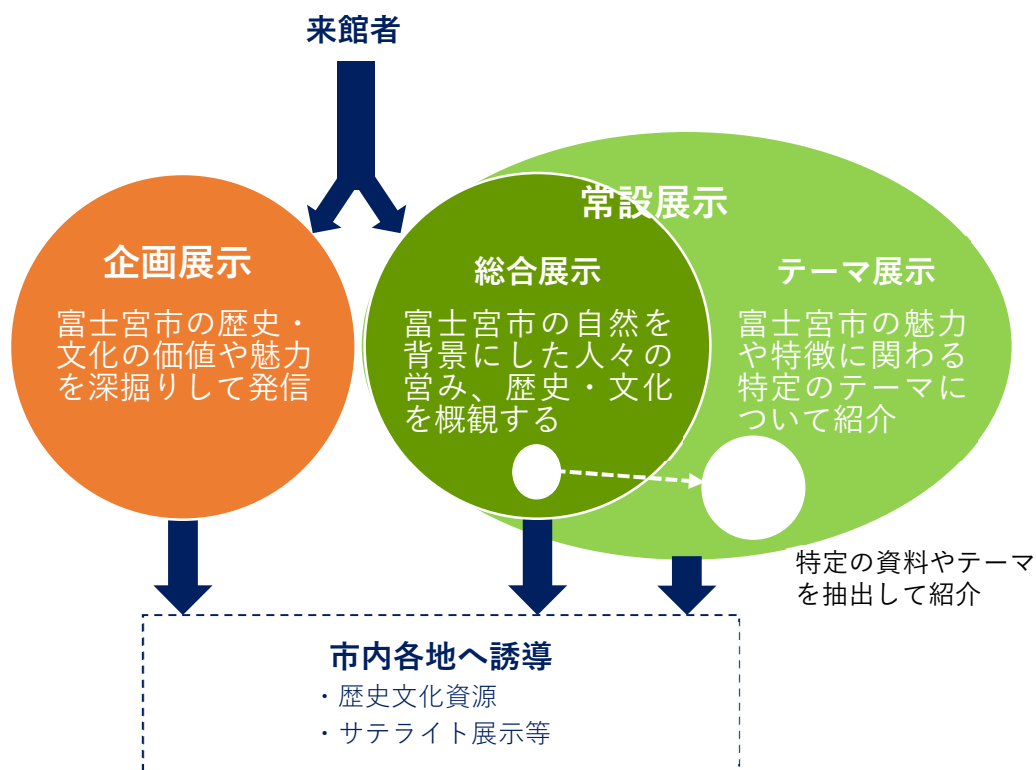 来館者
企画展示
富士宮市の歴史・
文化の価値や魅力
を深掘りして発信
常設展示
総合展示
富士宮市の自然を
背景にした人々の
営み、歴史・文化
を概観する
テーマ展示
富士宮市の魅力
や特徴に関わる
特定のテーマに
ついて紹介
特定の資料やテーマ
を抽出して紹介
市内各地へ誘導
・歴史文化資源
・サテライト展示等